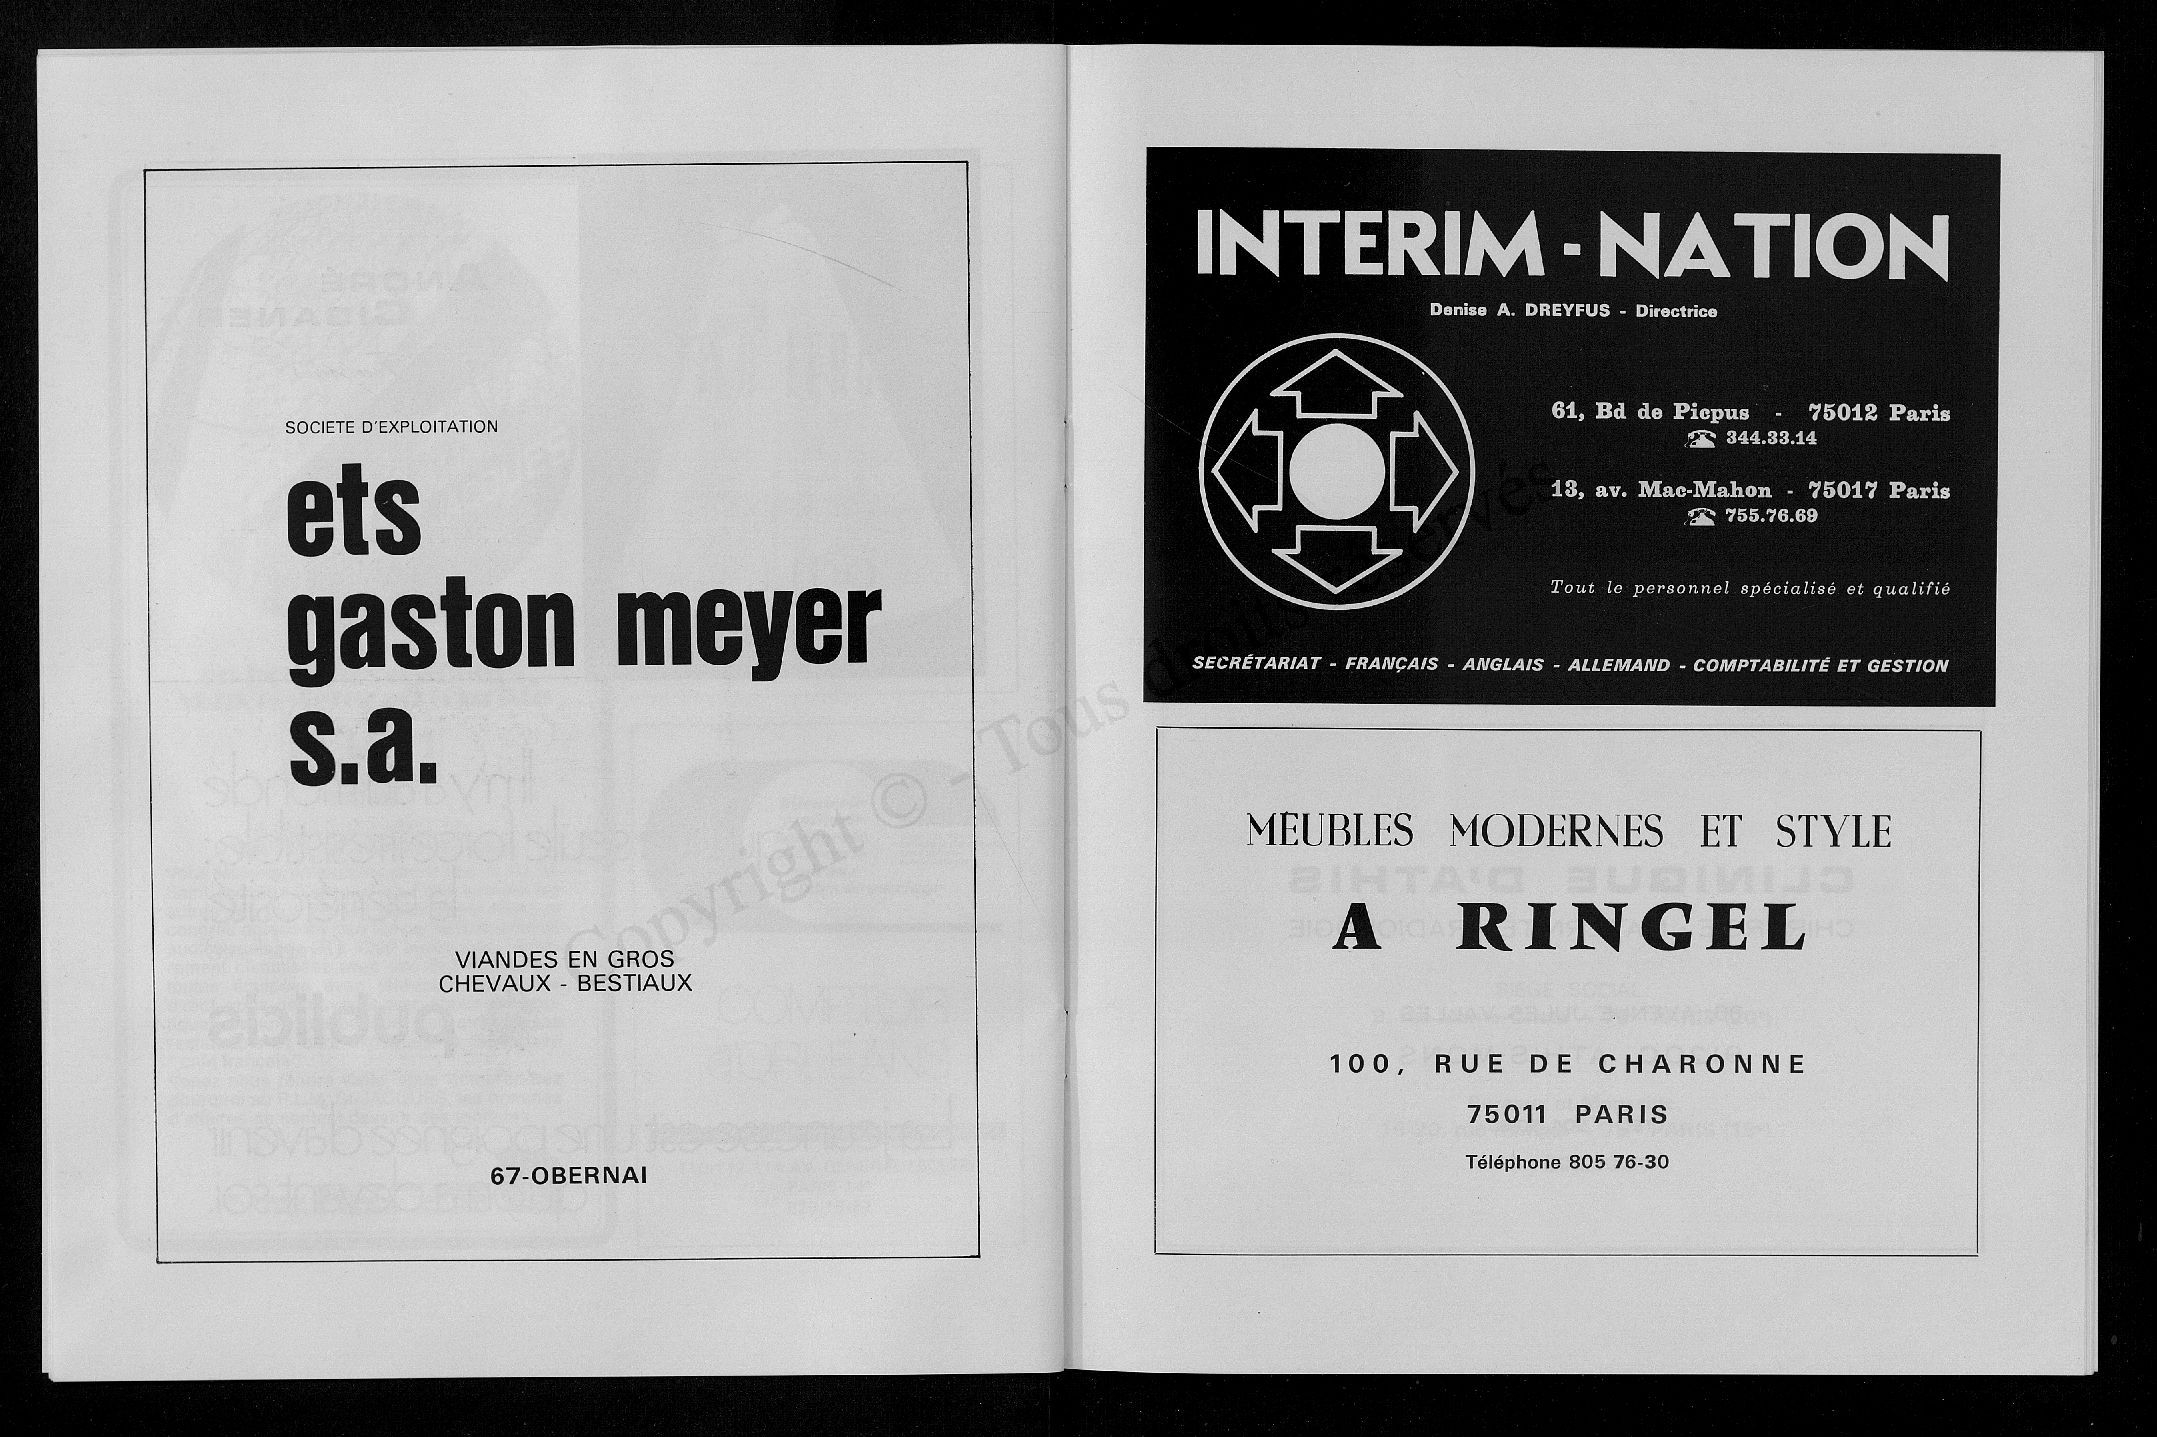 SOCIETE D'EXPLOITATION
ets
gaston meyer
s.a.
VIANDES EN GROS
CHEVAUX - BESTIAUX
67-OBERNAI
INTERIM - NATION
Denise A. DREYFUS - Directrice
61, Bd de Picpus - 75012 Paris
344.33.14
13, av. Mac-Mahon - 75017 Paris
755.76.69
Tout le personnel spécialisé et qualifié
SECRÉTARIAT - FRANÇAIS - ANGLAIS - ALLEMAND - COMPTABILITÉ ET GESTION
MEUBLES MODERNES ET STYLE
A RINGEL
100, RUE DE CHARONNE
75011 PARIS
Téléphone 805 76-30
Copyright © - Tous droits réservés